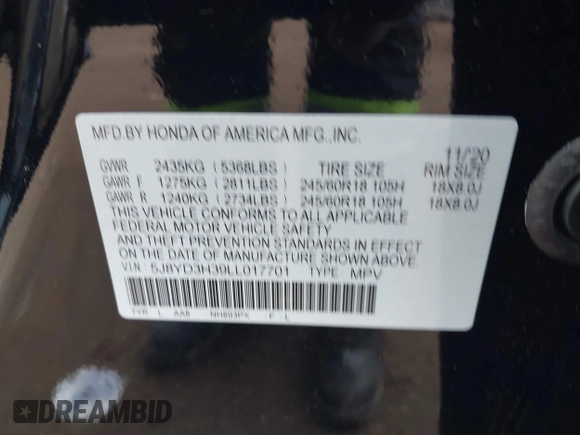 MFD.BY HONDA OF AMERICA MFG.,INC. 11/20
GVWR 2435KG (5368LBS) TIRE SIZE RIM SIZE
GAWR F 1275KG (2811LBS) 245/60R18 105H 18X8.0J
GAWR R 1240KG (2734LBS) 245/60R18 105H 18X8.0J
THIS VEHICLE CONFORMS TO ALL APPLICABLE
FEDERAL MOTOR VEHICLE SAFETY
AND THEFT PREVENTION STANDARDS IN EFFECT
ON THE DATE OF MANUFACTURE SHOWN ABOVE.
VIN: 5J8YD3H39LL017701 TYPE: MPV
TYR L AA8 NH893PX F-L
DREAMBID